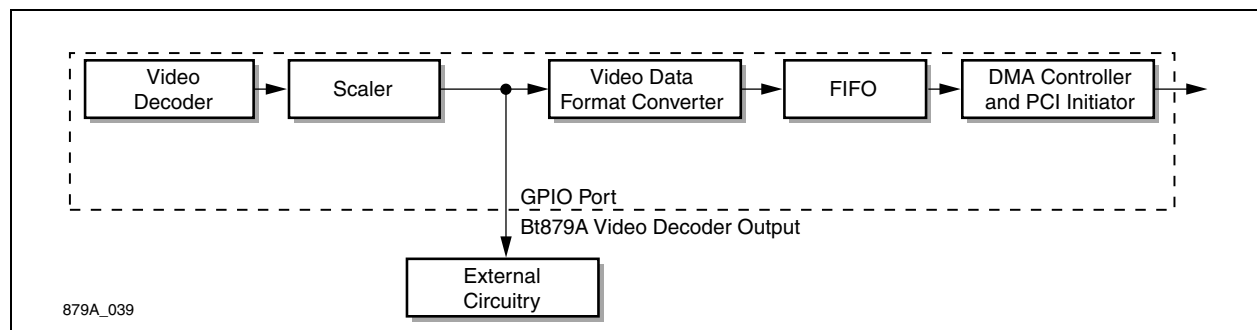 Video
Decoder
Scaler
Video Data
Format Converter
FIFO
DMA Controller
and PCI Initiator
GPIO Port
Bt879A Video Decoder Output
External
Circuitry
879A_039